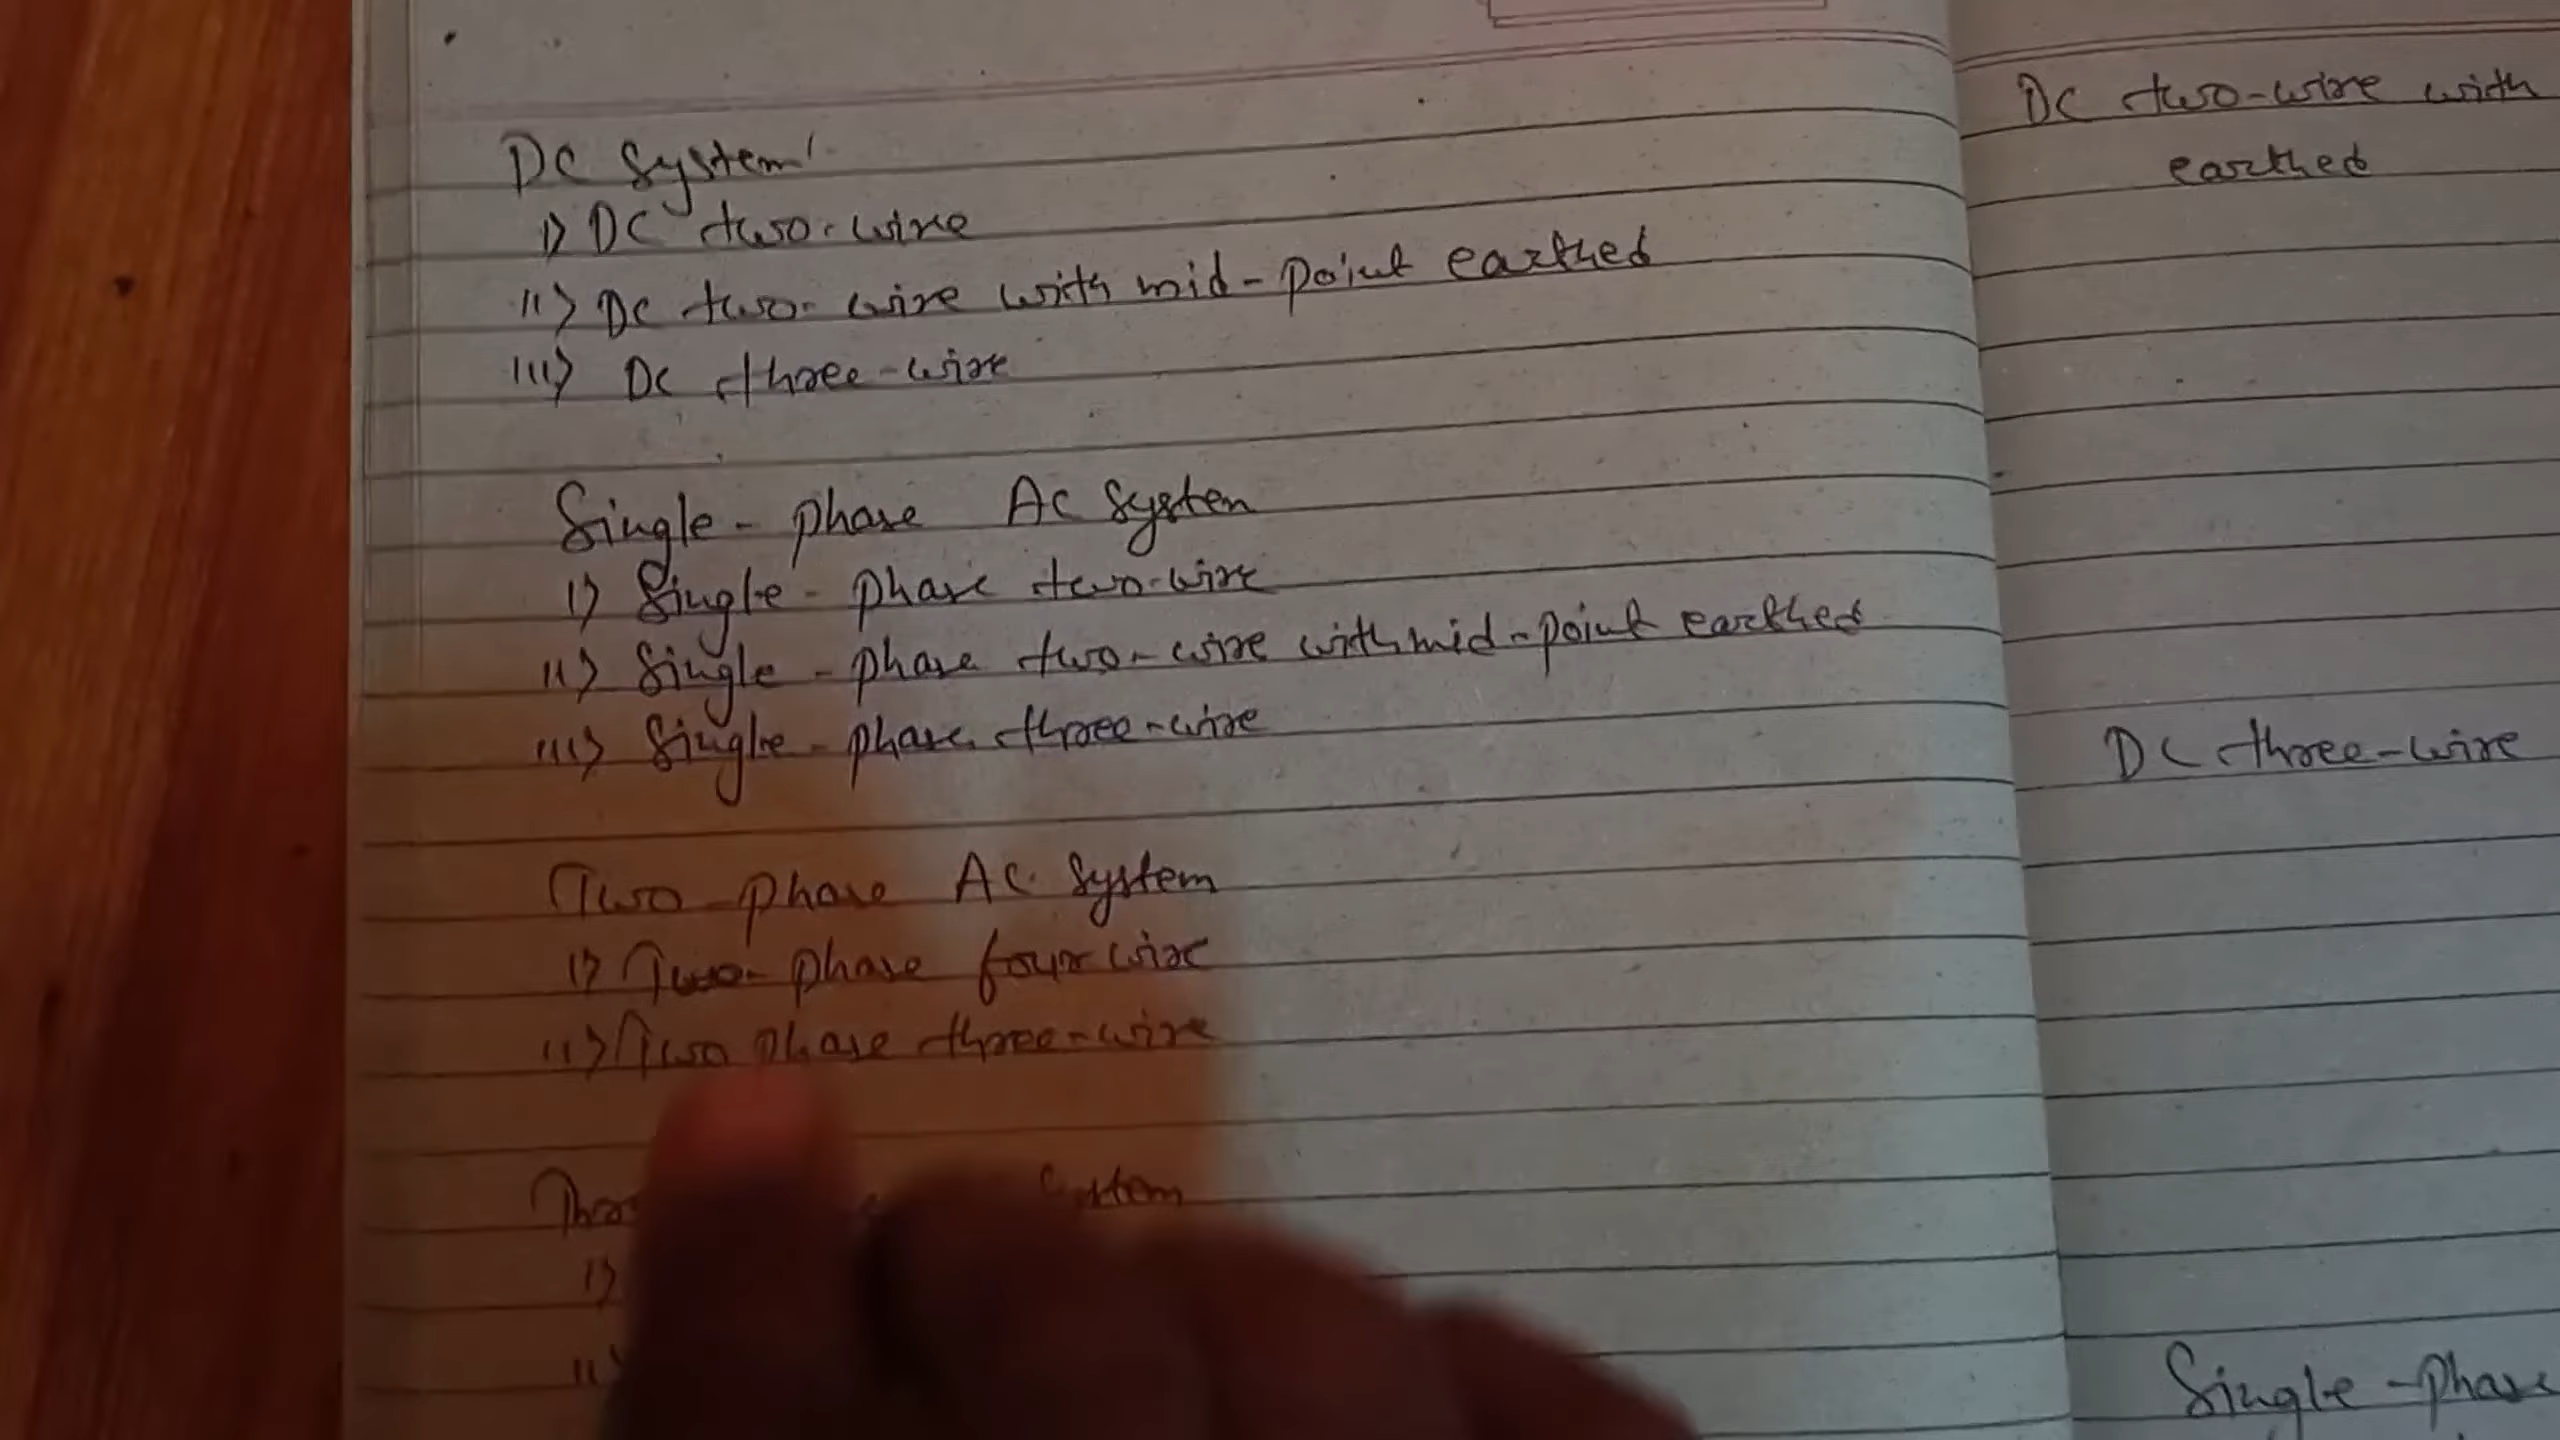 DC System
i) DC two-wire
ii) DC two-wire with mid-point earthed
iii) DC three-wire
Single-phase AC System
i) Single-phase two-wire
ii) Single-phase two-wire with mid-point earthed
iii) Single-phase three-wire
Two-phase AC System
i) Two-phase four wire
ii) Two phase three-wire
System
i)
ii)
DC two-wire with
earthed
DC three-wire
Single-phase